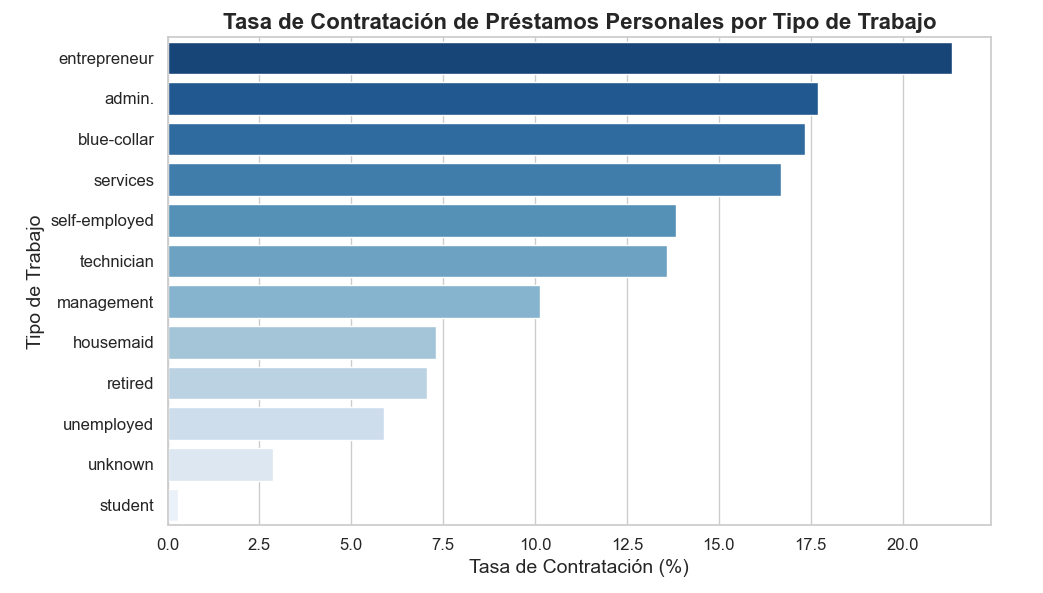 Tasa de Contratación de Préstamos Personales por Tipo de Trabajo
Tipo de Trabajo
entrepreneur
admin.
blue-collar
services
self-employed
technician
management
housemaid
retired
unemployed
unknown
student
0.0 2.5 5.0 7.5 10.0 12.5 15.0 17.5 20.0
Tasa de Contratación (%)